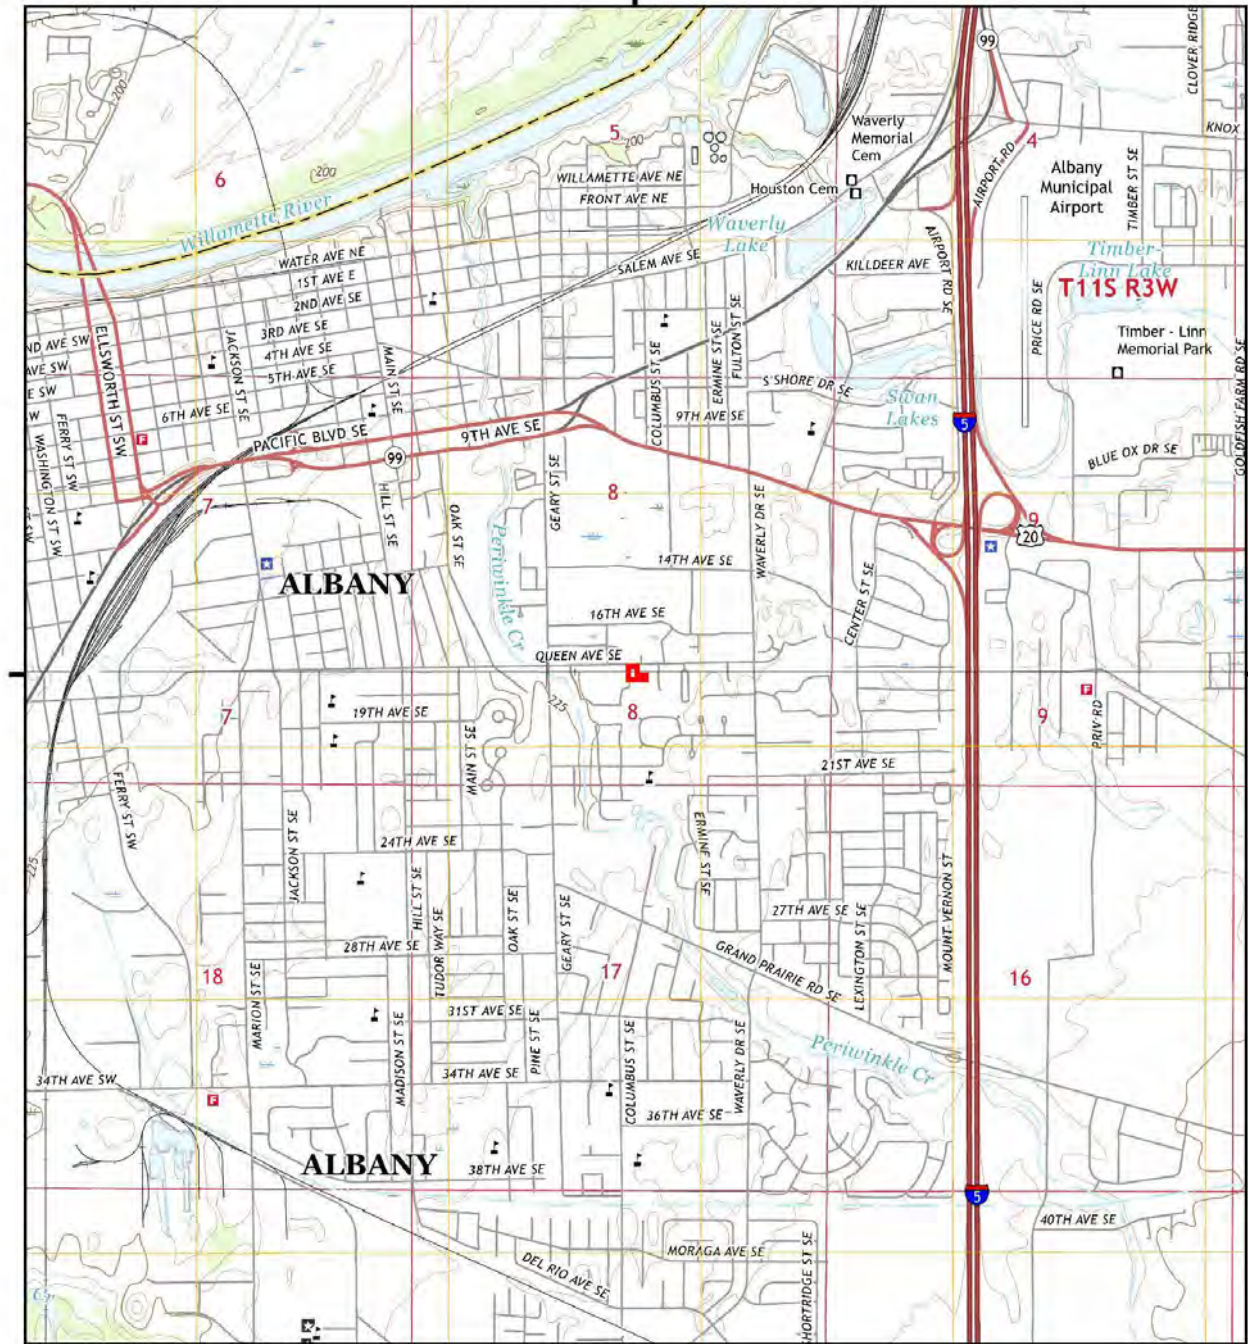 99
CLOVER RIDGE
200
5
200
Waverly
Memorial
Cem
4
KNOX
AIRPORT RD
Albany
Municipal
Airport
TIMBER ST SE
6
200
WILLAMETTE AVE NE
FRONT AVE NE
Houston Cem
Willamette River
Waverly
Lake
WATER AVE NE
1ST AVE E
2ND AVE SE
SALEM AVE SE
KILLDEER AVE
AIRPORT RD SE
Timber-
Linn Lake
T11S R3W
3RD AVE SE
4TH AVE SE
5TH AVE SE
6TH AVE SE
ND AVE SW
AVE SW
E SW
W
ELLSWORTH ST SW
JACKSON ST SE
MAIN ST SE
COLUMBUS ST SE
ERMINE ST SE
FULTON ST SE
PRICE RD SE
Timber - Linn
Memorial Park
GOLDFISH FARM RD SE
S SHORE DR SE
Swan
Lakes
9TH AVE SE
5
FERRY ST SW
WASHINGTON ST SW
F
PACIFIC BLVD SE
9TH AVE SE
99
BLUE OX DR SE
7
HILL ST SE
OAK ST SE
Periwinkle Cr
GEARY ST SE
8
WAVERLY DR SE
9
20
14TH AVE SE
CENTER ST SE
ALBANY
16TH AVE SE
QUEEN AVE SE
225
8
7
19TH AVE SE
9
F
PRIV RD
MAIN ST SE
21ST AVE SE
FERRY ST SW
JACKSON ST SE
24TH AVE SE
ERMINE ST SE
225
HILL ST SE
TUDOR WAY SE
OAK ST SE
GEARY ST SE
27TH AVE SE
LEXINGTON ST SE
MOUNT VERNON ST
28TH AVE SE
GRAND PRAIRIE RD SE
18
17
16
MARION ST SE
31ST AVE SE
MADISON ST SE
PINE ST SE
COLUMBUS ST SE
WAVERLY DR SE
Periwinkle Cr
34TH AVE SW
34TH AVE SE
F
36TH AVE SE
ALBANY
38TH AVE SE
5
40TH AVE SE
MORAGA AVE SE
DEL RIO AVE SE
SHORTRIDGE ST SE
Cr